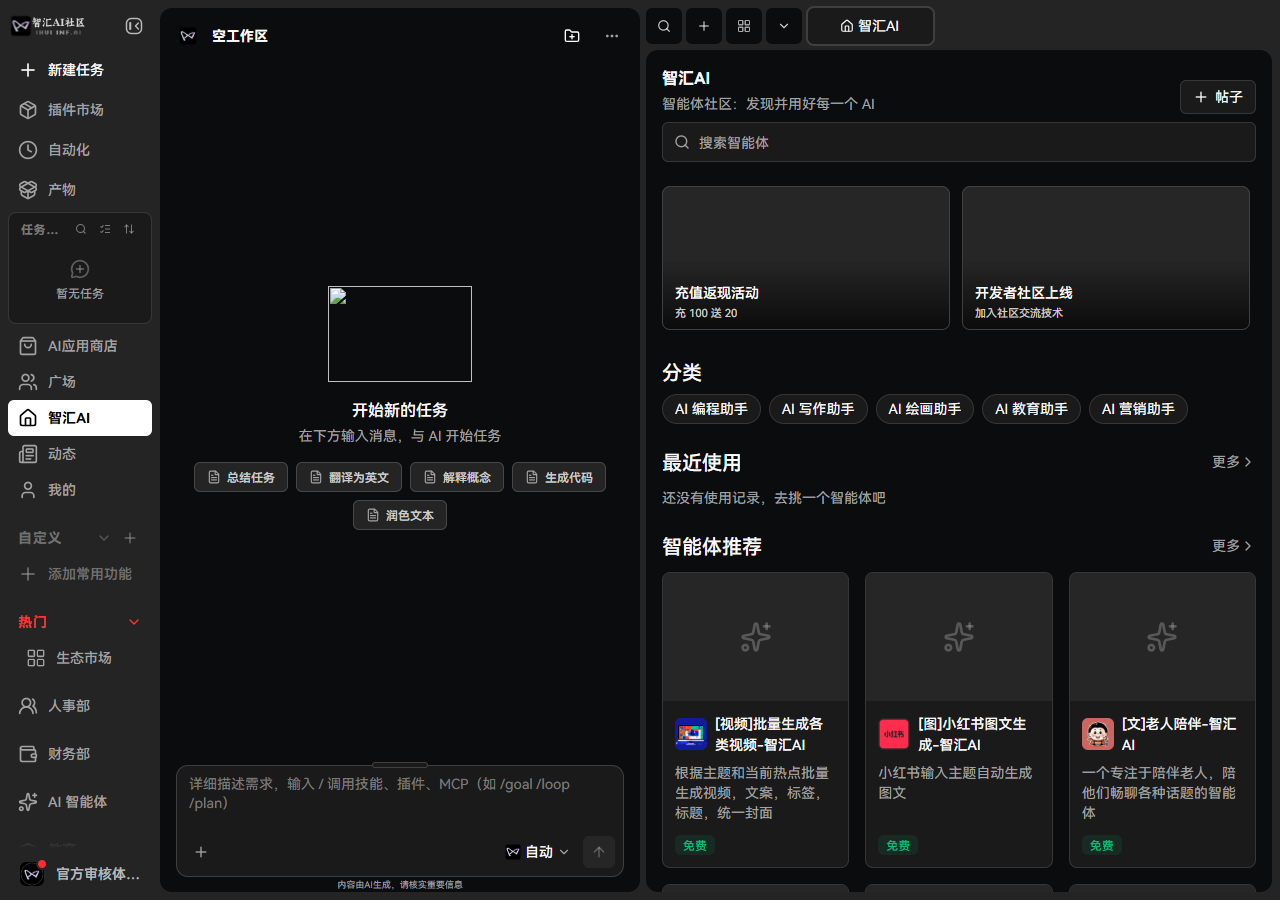 智汇AI社区
IHUI INF.AI
新建任务
插件市场
自动化
产物
任务...
暂无任务
AI应用商店
广场
智汇AI
动态
我的
自定义
添加常用功能
热门
生态市场
人事部
财务部
AI 智能体
官方审核体...
空工作区
开始新的任务
在下方输入消息，与 AI 开始任务
总结任务
翻译为英文
解释概念
生成代码
润色文本
详细描述需求，输入 / 调用技能、插件、MCP（如 /goal /loop
/plan）
自动
内容由AI生成，请核实重要信息
智汇AI
智汇AI
智能体社区：发现并用好每一个 AI
帖子
搜索智能体
充值返现活动
充 100 送 20
开发者社区上线
加入社区交流技术
分类
AI 编程助手
AI 写作助手
AI 绘画助手
AI 教育助手
AI 营销助手
最近使用
更多
还没有使用记录，去挑一个智能体吧
智能体推荐
更多
[视频]批量生成各
类视频-智汇AI
根据主题和当前热点批量
生成视频，文案，标签，
标题，统一封面
免费
小红书
[图]小红书图文生
成-智汇AI
小红书输入主题自动生成
图文
免费
[文]老人陪伴-智汇
AI
一个专注于陪伴老人，陪
他们畅聊各种话题的智能
体
免费